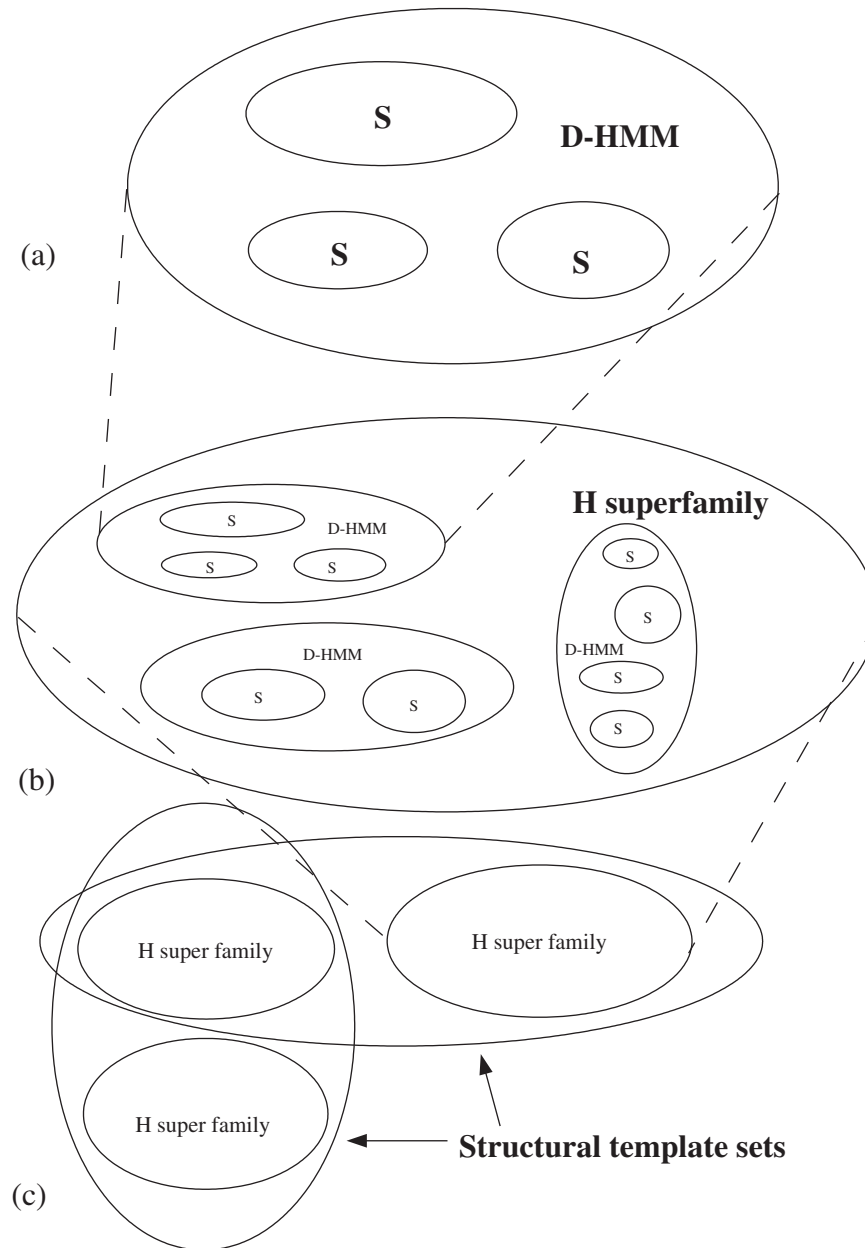 S
D-HMM
S
S
(a)
H superfamily
S
D-HMM
S
S
S
S
D-HMM
D-HMM
S
S
S
S
(b)
H super family
H super family
H super family
Structural template sets
(c)